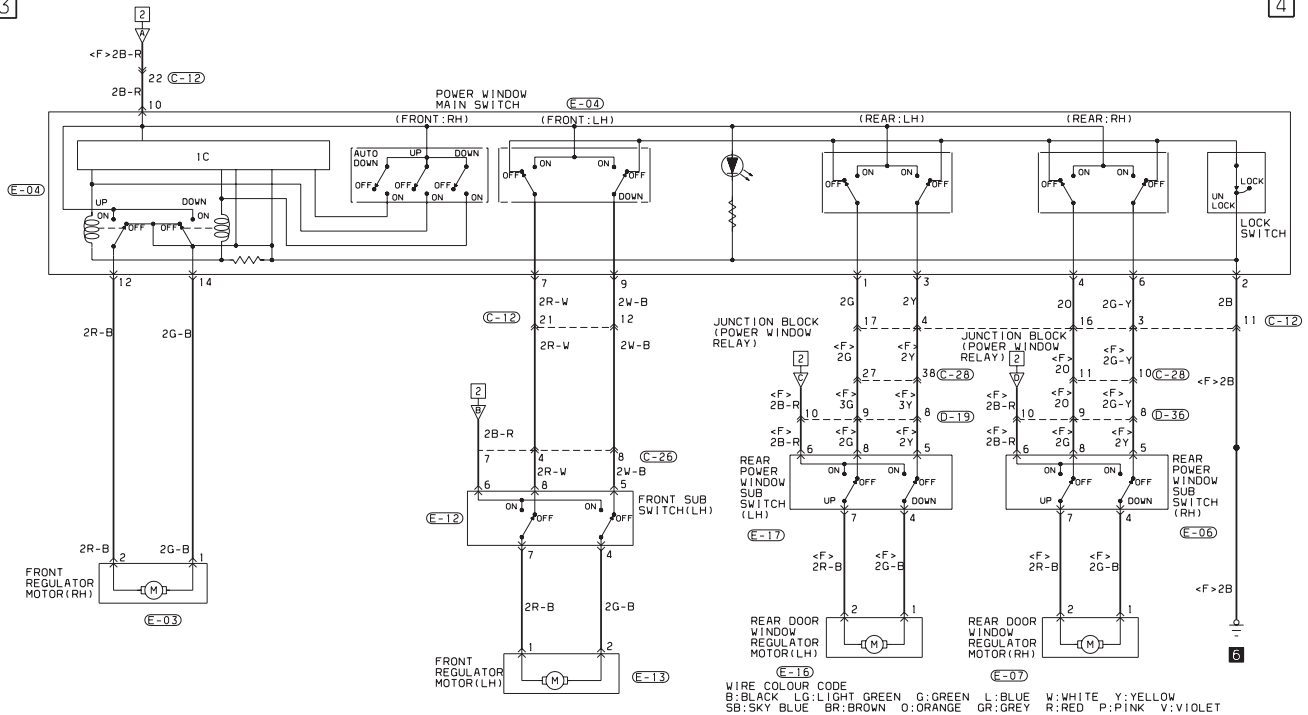 3
4
2
A
<F>2B-R
22 C-12
2B-R
10
POWER WINDOW
MAIN SWITCH
E-04
(FRONT:RH) (FRONT:LH) (REAR:LH) (REAR:RH)
IC
AUTO
DOWN UP DOWN
OFF OFF OFF
ON ON ON
ON ON
OFF OFF
DOWN
ON ON
OFF OFF
ON ON
OFF OFF
LOCK
UN
LOCK
LOCK
SWITCH
E-04
UP DOWN
ON OFF OFF ON
12 14 7 9 1 3 4 6 2
2R-W 2W-B 2G 2Y 2O 2G-Y 2B
2R-B 2G-B
C-12 21 12
JUNCTION BLOCK
(POWER WINDOW
RELAY)
17 4 16 3 11 C-12
JUNCTION BLOCK
(POWER WINDOW
RELAY)
2R-W 2W-B
<F>
2G
<F>
2Y
<F>
2O
<F>
2G-Y
2
C
2
D
27 38 C-28 11 10 C-28
<F>2B
2
B
<F>
2B-R
<F>
3G
<F>
3Y
<F>
2B-R
<F>
2O
<F>
2G-Y
10 9 8 D-19 10 9 8 D-36
2B-R
<F>
2B-R
<F>
2G
<F>
2Y
<F>
2B-R
<F>
2G
<F>
2Y
7 4 8 C-26
2R-W 2W-B
6 8 5 6 8 5 6 8 5
FRONT SUB
SWITCH(LH)
ON ON
OFF OFF
E-12
REAR
POWER
WINDOW
SUB
SWITCH
(LH)
ON ON
OFF OFF
UP DOWN
E-17
ON ON
OFF OFF
UP DOWN
REAR
POWER
WINDOW
SUB
SWITCH
(RH)
E-06
7 4 7 4 7 4
2R-B 2G-B
2 1
<F>
2R-B
<F>
2G-B
<F>
2R-B
<F>
2G-B
FRONT
REGULATOR
MOTOR(RH)
M
E-03
2R-B 2G-B
<F>2B
2 1 2 1
REAR DOOR
WINDOW
REGULATOR
MOTOR(LH)
M
E-16
REAR DOOR
WINDOW
REGULATOR
MOTOR(RH)
M
E-07
6
1 2
FRONT
REGULATOR
MOTOR(LH)
M
E-13
WIRE COLOUR CODE
B:BLACK LG:LIGHT GREEN G:GREEN L:BLUE W:WHITE Y:YELLOW
SB:SKY BLUE BR:BROWN O:ORANGE GR:GREY R:RED P:PINK V:VIOLET